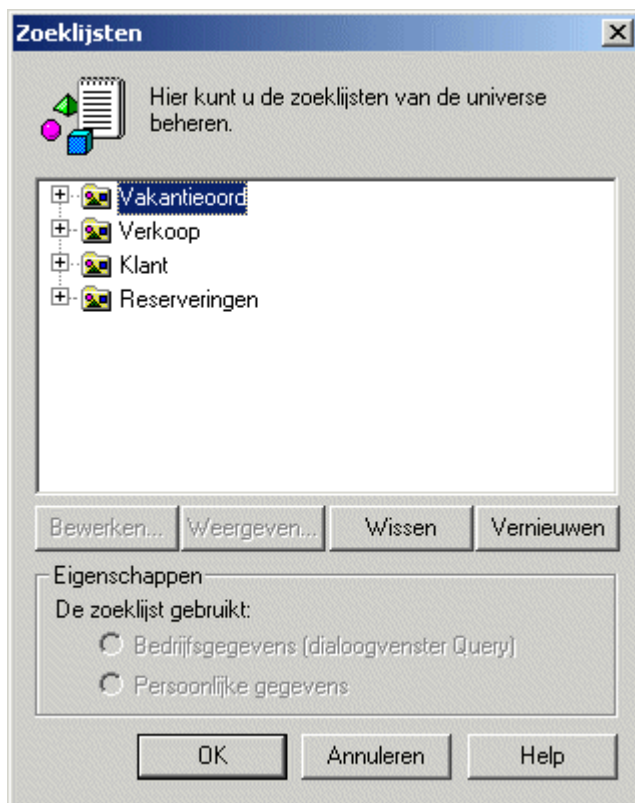 Zoeklijsten
Hier kunt u de zoeklijsten van de universe
beheren.
Vakantieoord
Verkoop
Klant
Reserveringen
Bewerken... Weergeven... Wissen Vernieuwen
Eigenschappen
De zoeklijst gebruikt:
Bedrijfsgegevens (dialoogvenster Query)
Persoonlijke gegevens
OK Annuleren Help